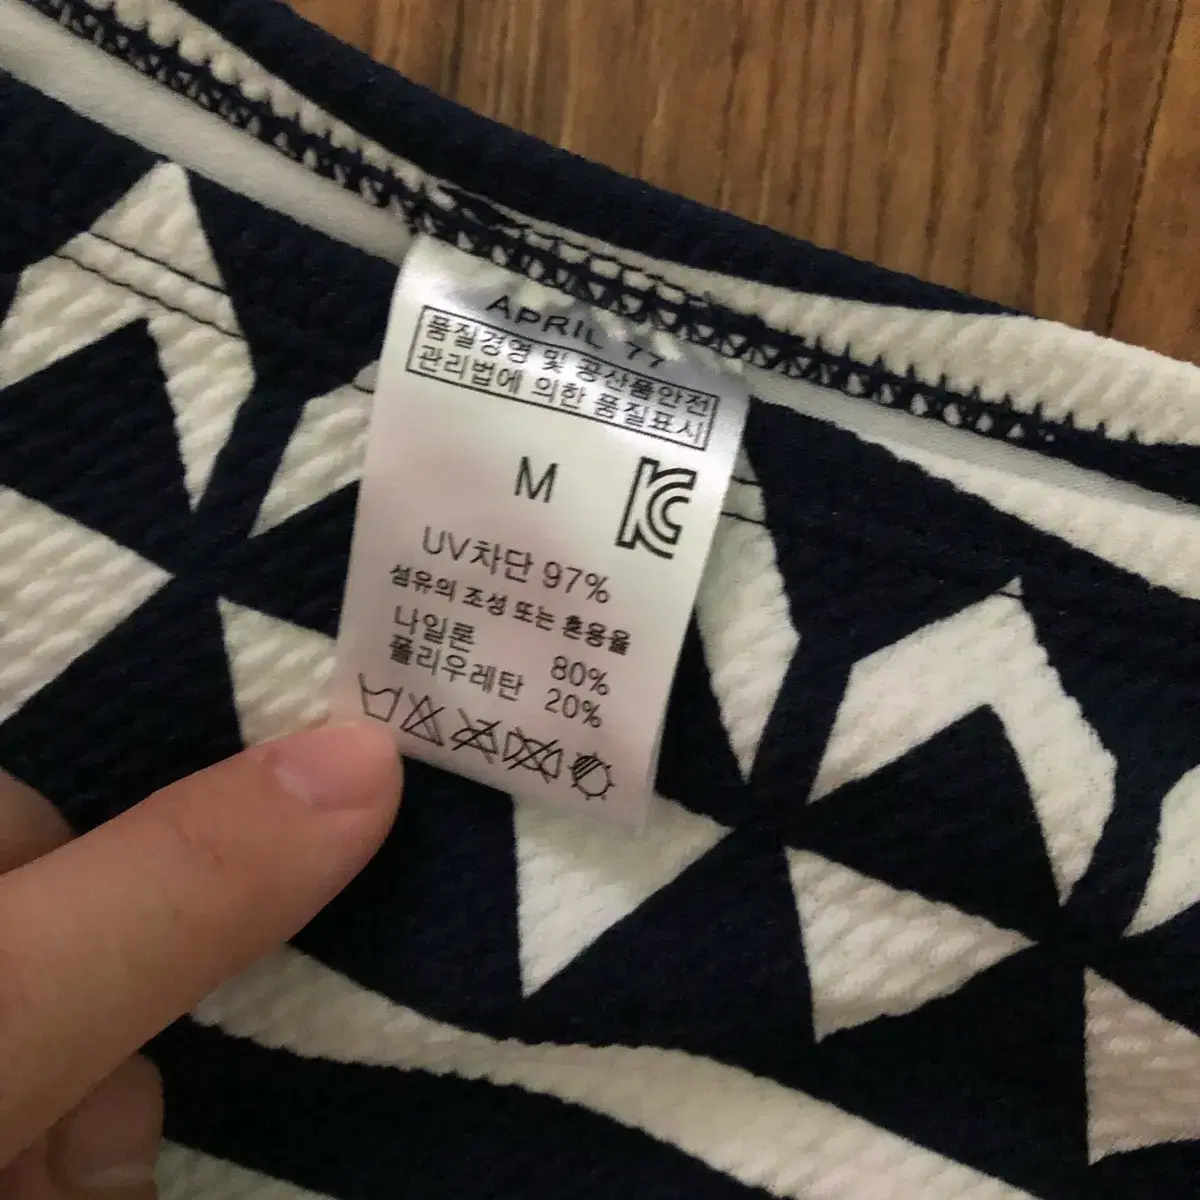 APRIL 77
품질경영 및 공산품안전
관리법에 의한 품질표시
M
UV차단 97%
섬유의 조성 또는 혼용율
나일론 80%
폴리우레탄 20%